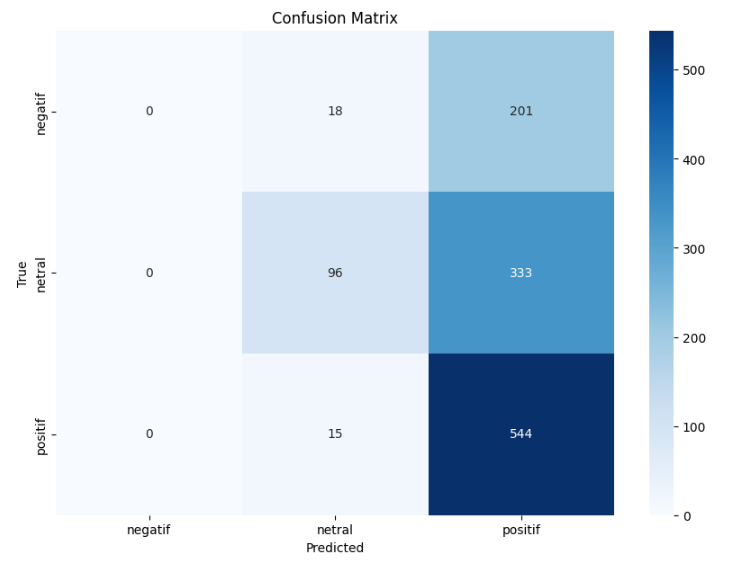 Confusion Matrix
negatif
netral
positif
True
0 18 201
0 96 333
0 15 544
negatif netral positif
Predicted
500
400
300
200
100
0